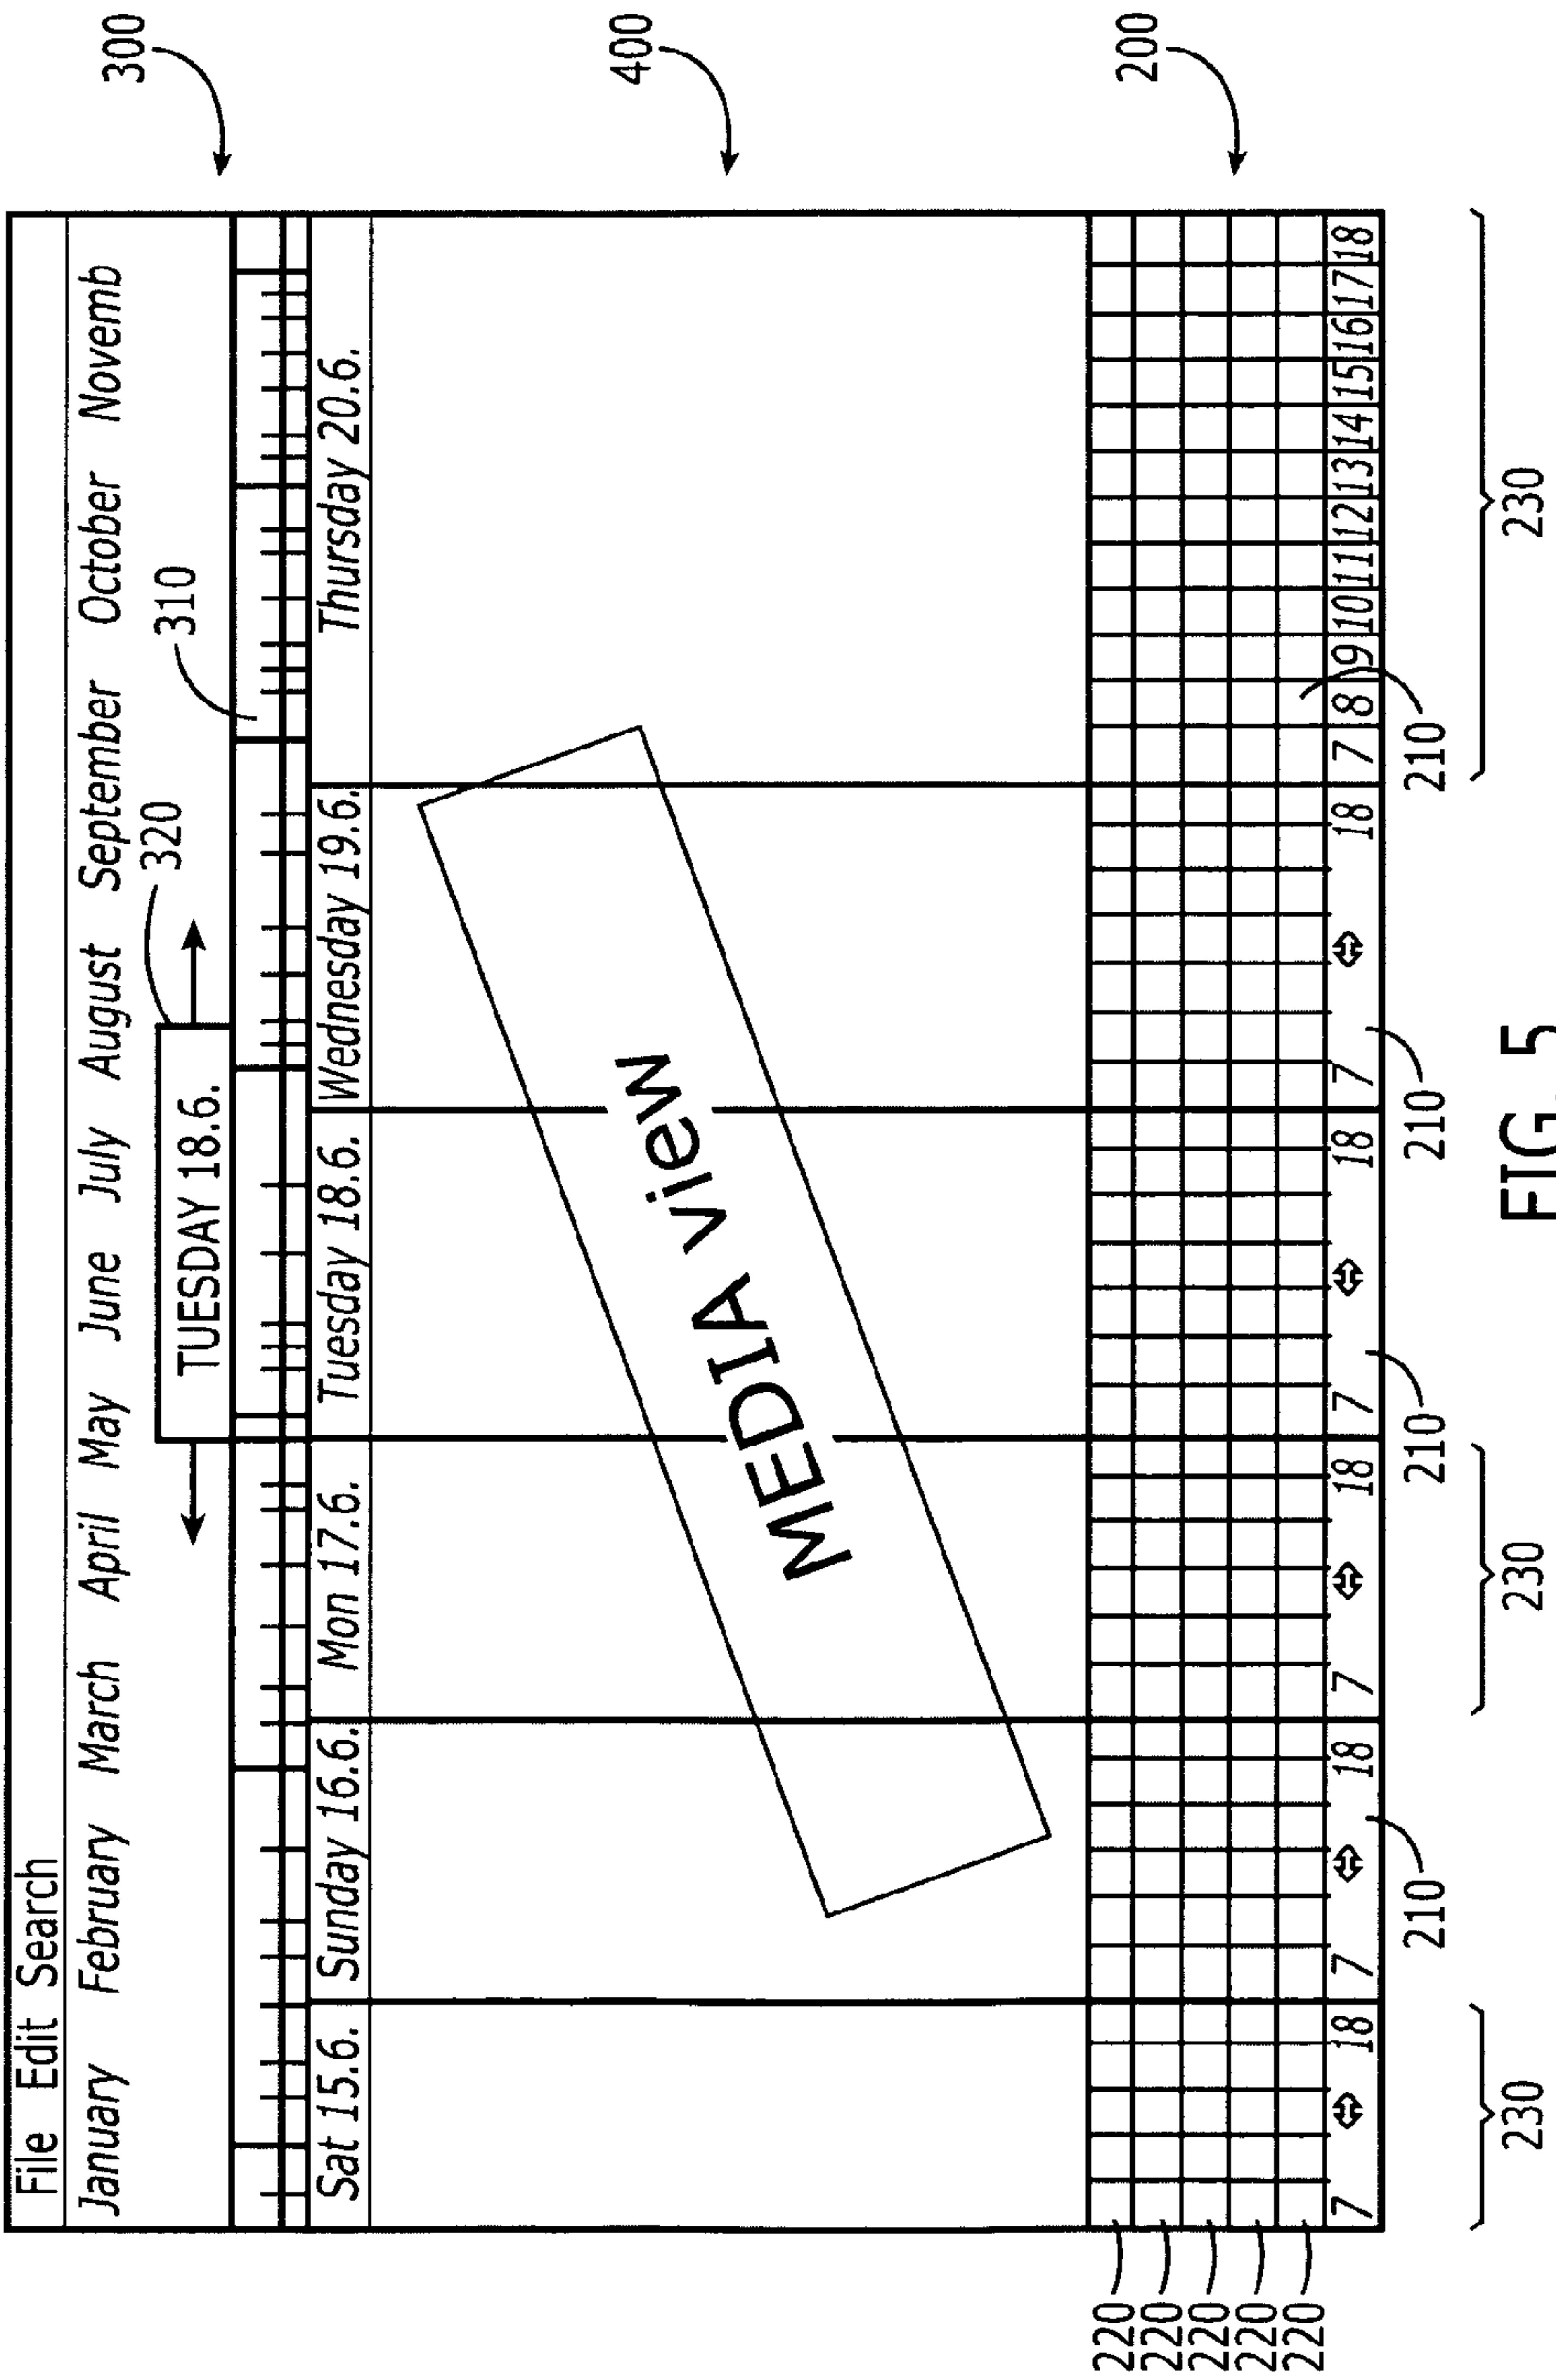 File Edit Search
January February March April May June July August September October Novemb
300
TUESDAY 18.6.
320
310
Sat 15.6. Sunday 16.6. Mon 17.6. Tuesday 18.6. Wednesday 19.6. Thursday 20.6.
MEDIA view
400
220
220
220
220
220
200
7 18 7 18 7 18 7 18 7 18 7 8 9 10 11 12 13 14 15 16 17 18
210 210 210 210
230 230 230
FIG. 5